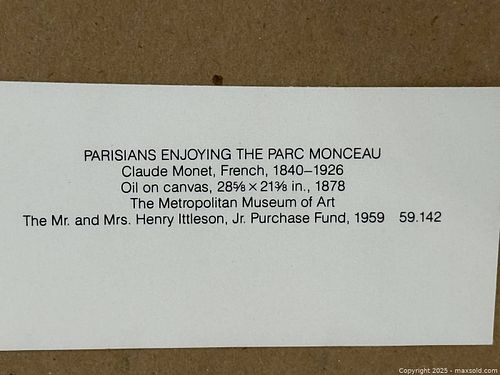 PARISIANS ENJOYING THE PARC MONCEAU
Claude Monet, French, 1840–1926
Oil on canvas, 28⅝ × 21⅜ in., 1878
The Metropolitan Museum of Art
The Mr. and Mrs. Henry Ittleson, Jr. Purchase Fund, 1959 59.142
Copyright 2025 - maxsold.com